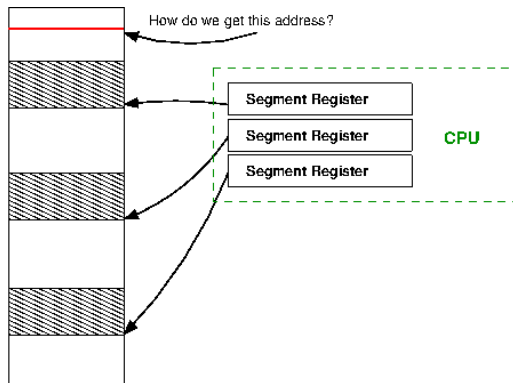 How do we get this address?
Segment Register
Segment Register
CPU
Segment Register